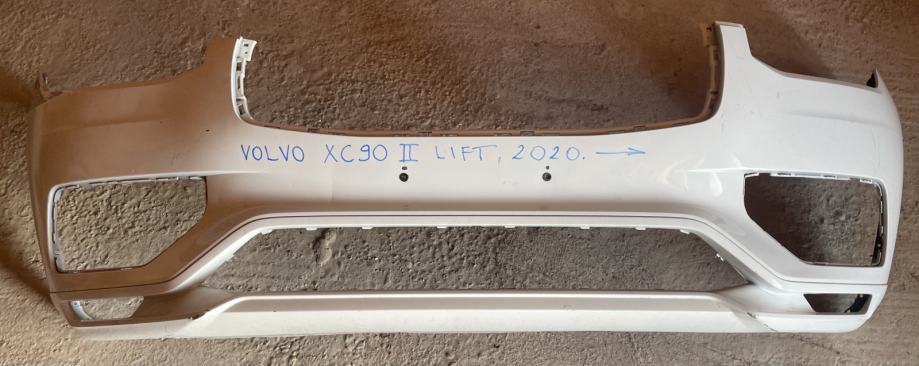 VOLVO XC90 II LIFT, 2020. →